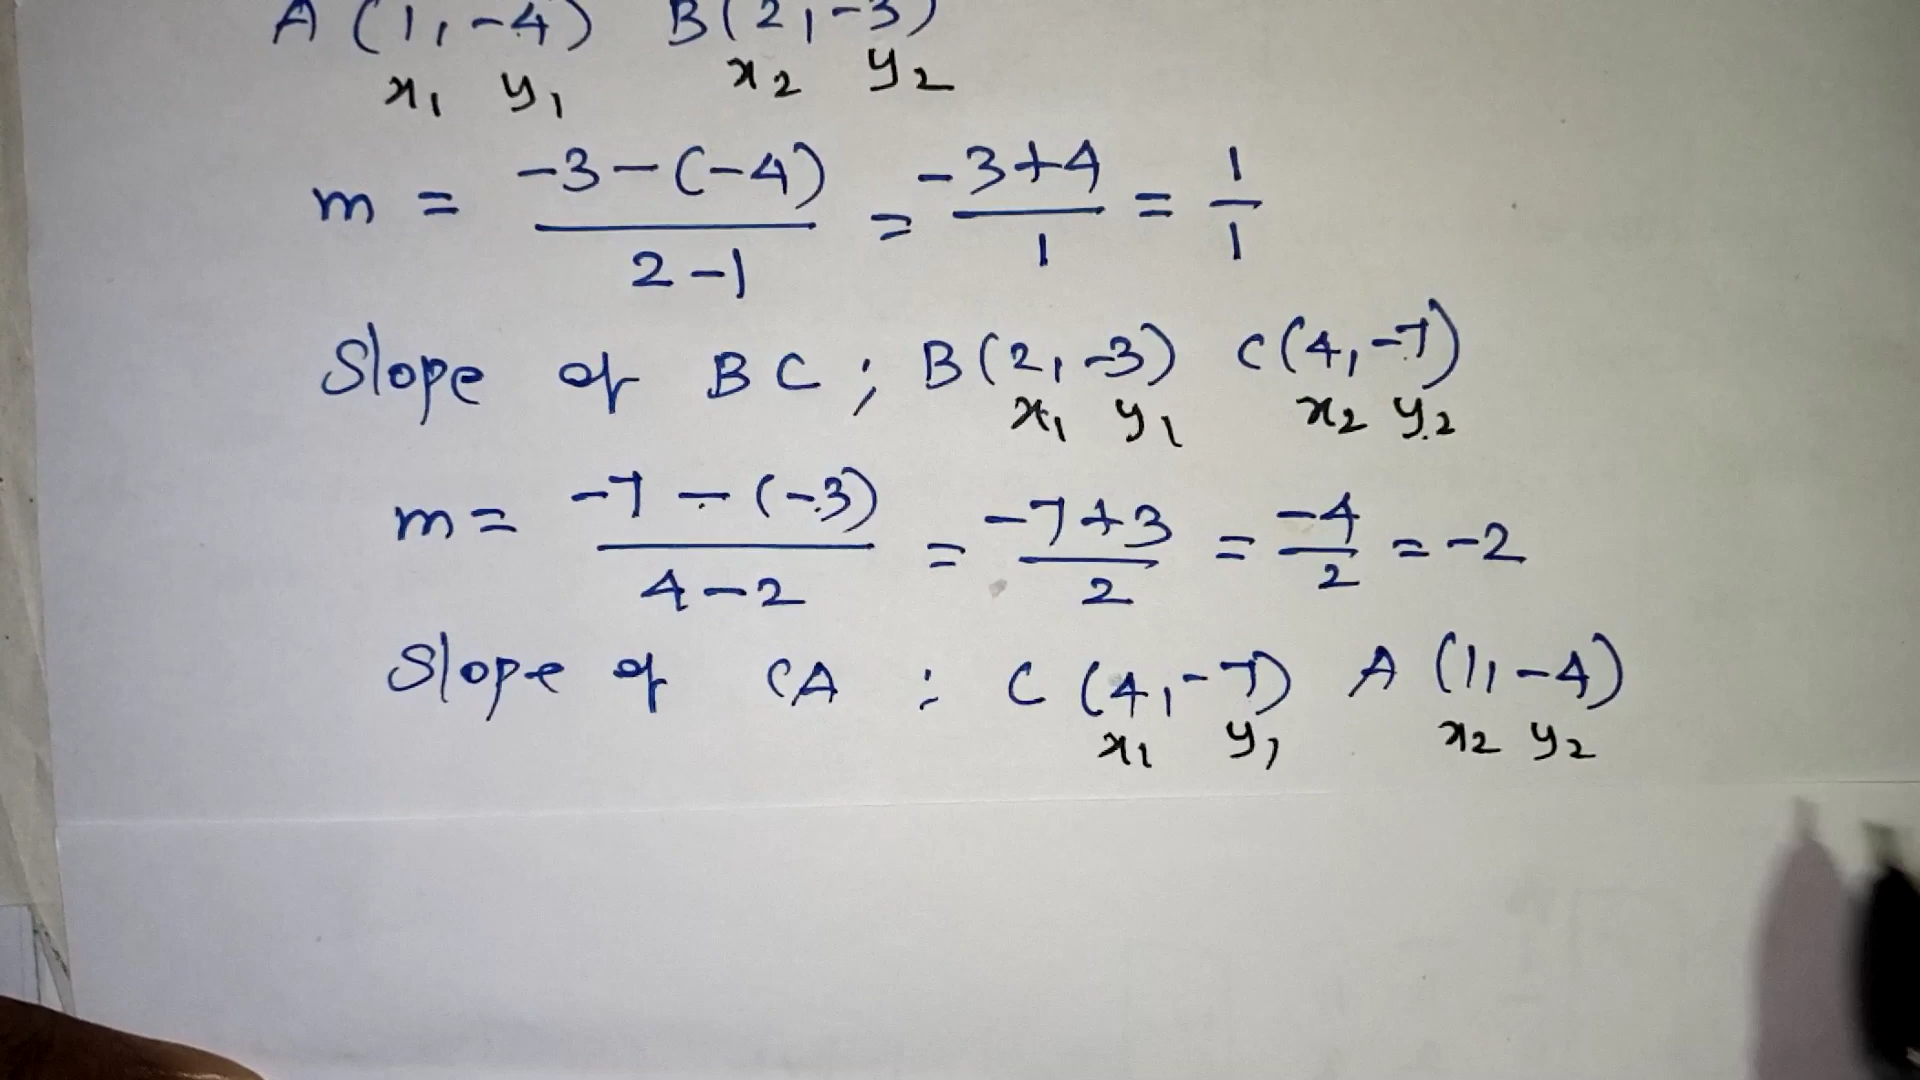 A (1, -4) B(2, -3)
x1 y1 x2 y2
m = -3-(-4)/2-1 = -3+4/1 = 1/1
Slope of BC ; B(2, -3) C(4, -7)
x1 y1 x2 y2
m = -7-(-3)/4-2 = -7+3/2 = -4/2 = -2
Slope of CA : C (4, -7) A (1, -4)
x1 y1 x2 y2